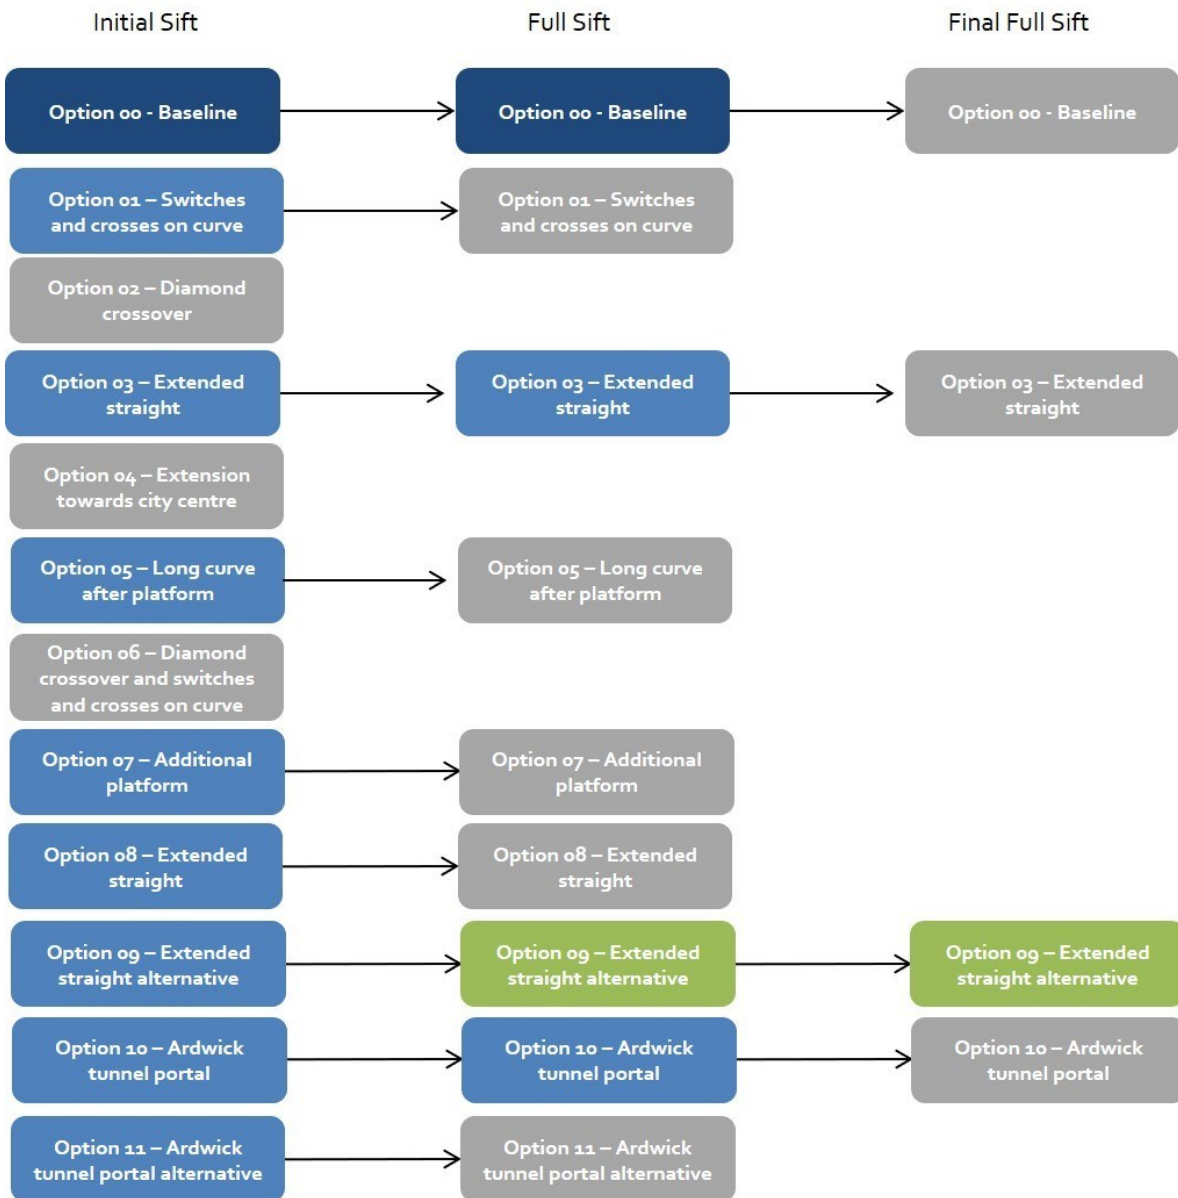 Initial Sift
Full Sift
Final Full Sift
Option 00 - Baseline
Option 00 - Baseline
Option 00 - Baseline
Option 01 – Switches
and crosses on curve
Option 01 – Switches
and crosses on curve
Option 02 – Diamond
crossover
Option 03 – Extended
straight
Option 03 – Extended
straight
Option 03 – Extended
straight
Option 04 – Extension
towards city centre
Option 05 – Long curve
after platform
Option 05 – Long curve
after platform
Option 06 – Diamond
crossover and switches
and crosses on curve
Option 07 – Additional
platform
Option 07 – Additional
platform
Option 08 – Extended
straight
Option 08 – Extended
straight
Option 09 – Extended
straight alternative
Option 09 – Extended
straight alternative
Option 09 – Extended
straight alternative
Option 10 – Ardwick
tunnel portal
Option 10 – Ardwick
tunnel portal
Option 10 – Ardwick
tunnel portal
Option 11 – Ardwick
tunnel portal alternative
Option 11 – Ardwick
tunnel portal alternative